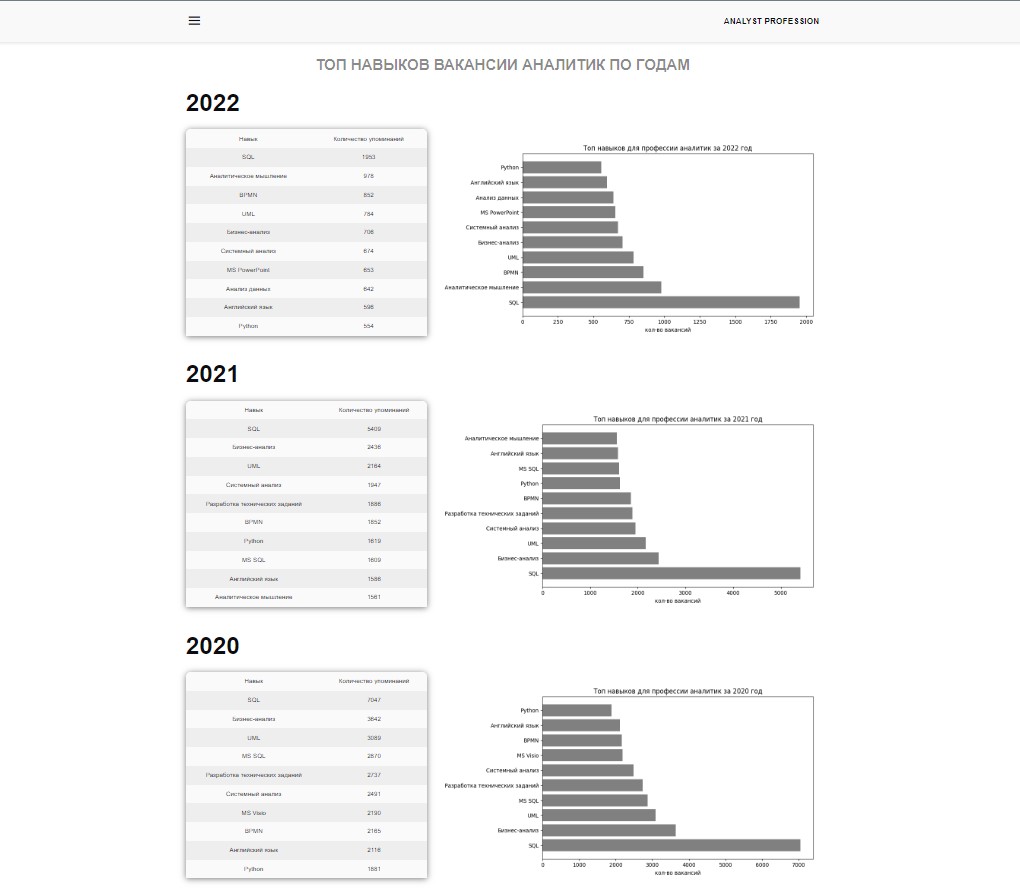 ANALYST PROFESSION
ТОП НАВЫКОВ ВАКАНСИИ АНАЛИТИК ПО ГОДАМ
2022
Навык Количество упоминаний
SQL 1953
Аналитическое мышление 978
BPMN 852
UML 784
Бизнес-анализ 706
Системный анализ 674
MS PowerPoint 653
Анализ данных 642
Английский язык 596
Python 554
Топ навыков для профессии аналитик за 2022 год
Python
Английский язык
Анализ данных
MS PowerPoint
Системный анализ
Бизнес-анализ
UML
BPMN
Аналитическое мышление
SQL
0 250 500 750 1000 1250 1500 1750 2000
кол-во вакансий
2021
Навык Количество упоминаний
SQL 5409
Бизнес-анализ 2436
UML 2164
Системный анализ 1947
Разработка технических заданий 1886
BPMN 1852
Python 1619
MS SQL 1609
Английский язык 1586
Аналитическое мышление 1561
Топ навыков для профессии аналитик за 2021 год
Аналитическое мышление
Английский язык
MS SQL
Python
BPMN
Разработка технических заданий
Системный анализ
UML
Бизнес-анализ
SQL
0 1000 2000 3000 4000 5000
кол-во вакансий
2020
Навык Количество упоминаний
SQL 7047
Бизнес-анализ 3642
UML 3089
MS SQL 2870
Разработка технических заданий 2737
Системный анализ 2491
MS Visio 2190
BPMN 2165
Английский язык 2116
Python 1881
Топ навыков для профессии аналитик за 2020 год
Python
Английский язык
BPMN
MS Visio
Системный анализ
Разработка технических заданий
MS SQL
UML
Бизнес-анализ
SQL
0 1000 2000 3000 4000 5000 6000 7000
кол-во вакансий